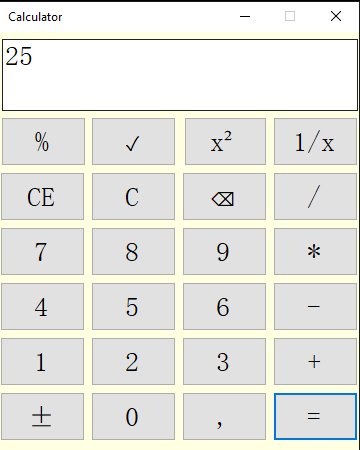 Calculator
25
% ✓ x² 1/x
CE C ⌫ /
7 8 9 *
4 5 6 -
1 2 3 +
± 0 , =